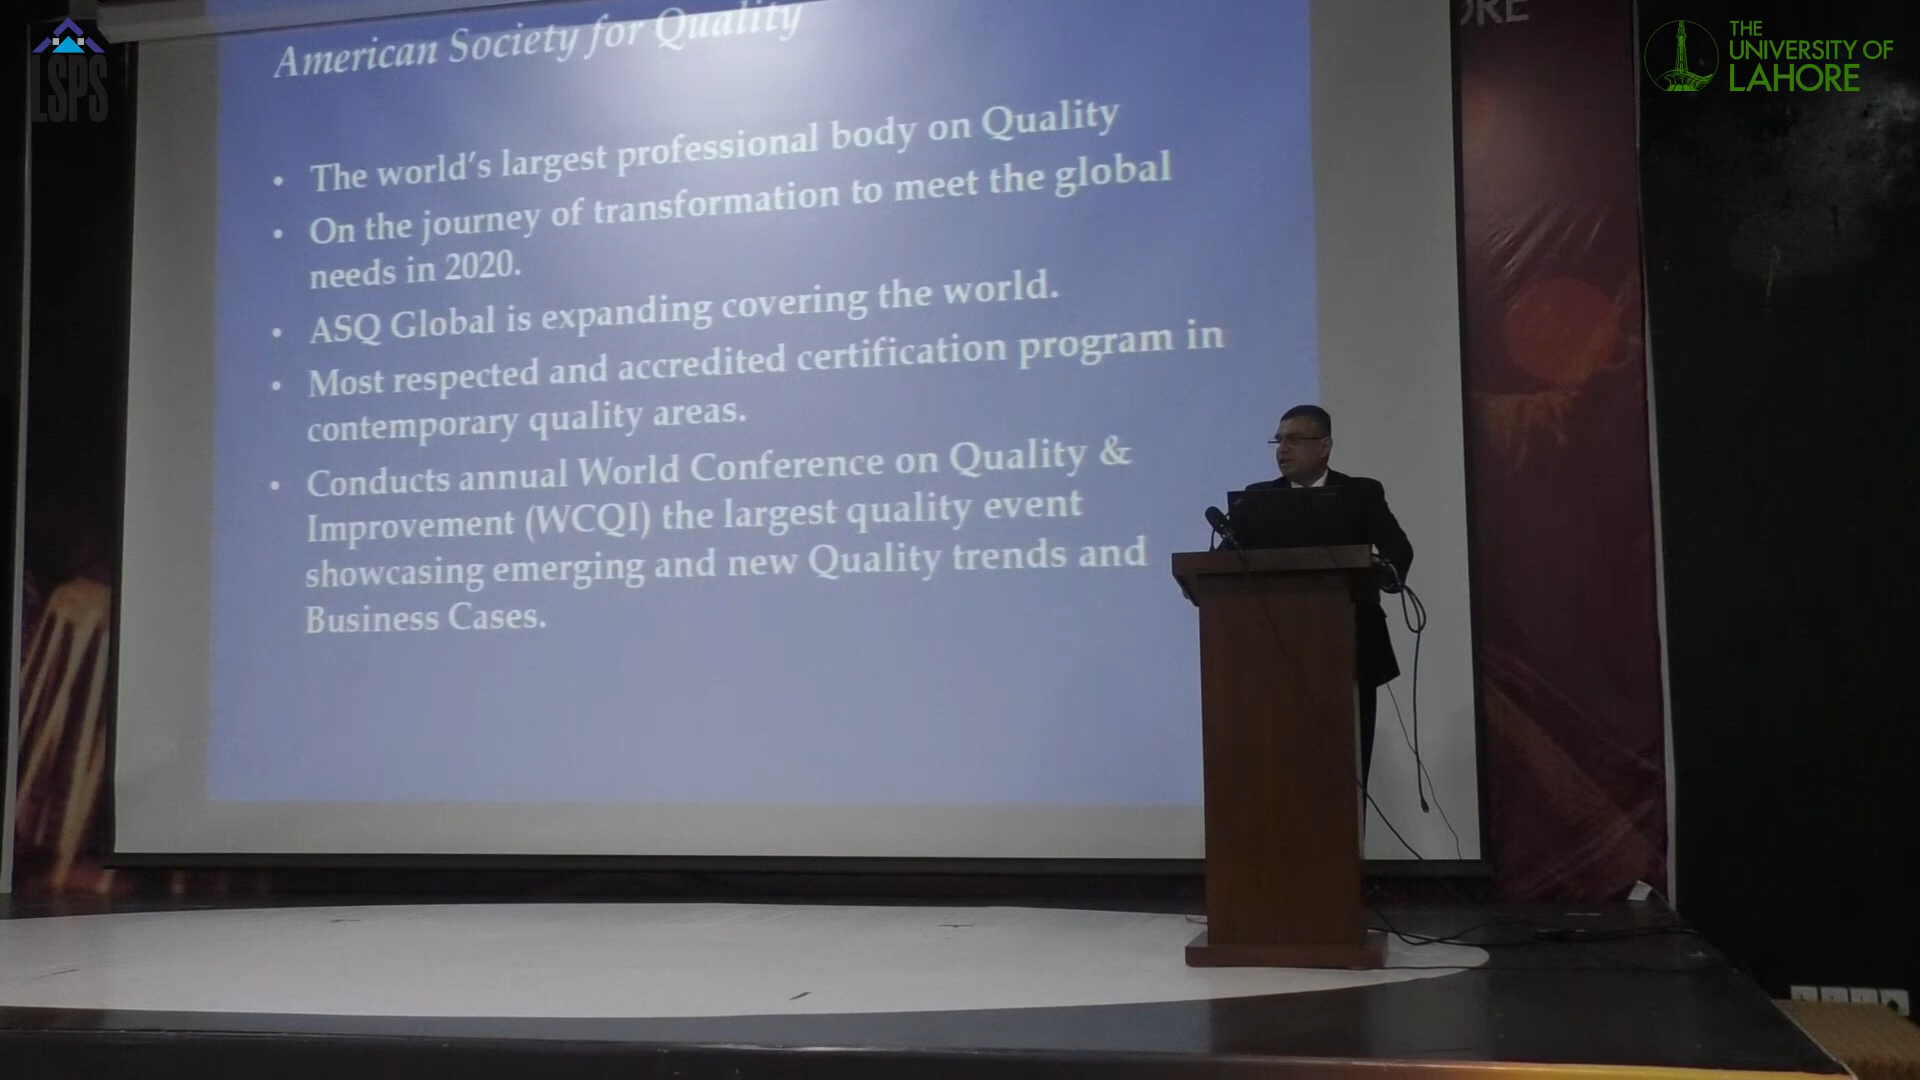 American Society for Quality
• The world's largest professional body on Quality
• On the journey of transformation to meet the global
needs in 2020.
• ASQ Global is expanding covering the world.
• Most respected and accredited certification program in
contemporary quality areas.
• Conducts annual World Conference on Quality &
Improvement (WCQI) the largest quality event
showcasing emerging and new Quality trends and
Business Cases.
LSPS
ORE
THE
UNIVERSITY OF
LAHORE